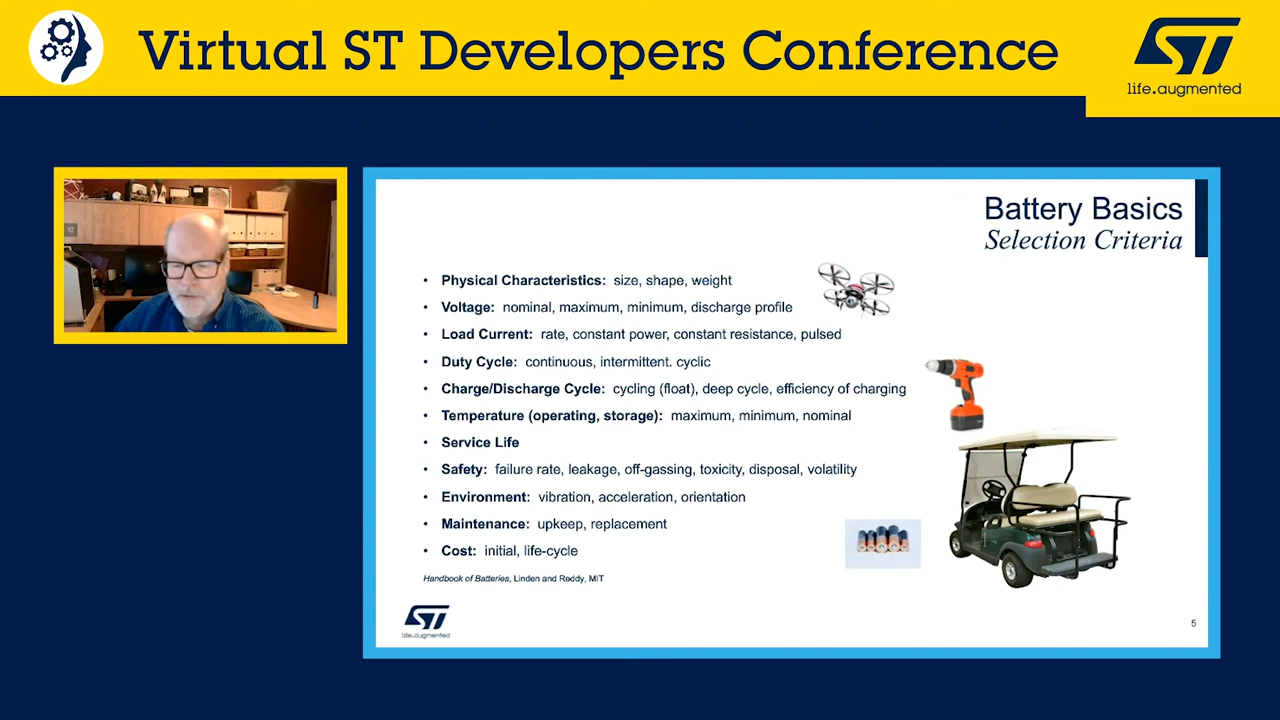 Virtual ST Developers Conference
ST
life.augmented
Battery Basics
Selection Criteria
• Physical Characteristics: size, shape, weight
• Voltage: nominal, maximum, minimum, discharge profile
• Load Current: rate, constant power, constant resistance, pulsed
• Duty Cycle: continuous, intermittent. cyclic
• Charge/Discharge Cycle: cycling (float), deep cycle, efficiency of charging
• Temperature (operating, storage): maximum, minimum, nominal
• Service Life
• Safety: failure rate, leakage, off-gassing, toxicity, disposal, volatility
• Environment: vibration, acceleration, orientation
• Maintenance: upkeep, replacement
• Cost: initial, life-cycle
Handbook of Batteries, Linden and Reddy, MIT
ST
life.augmented
5